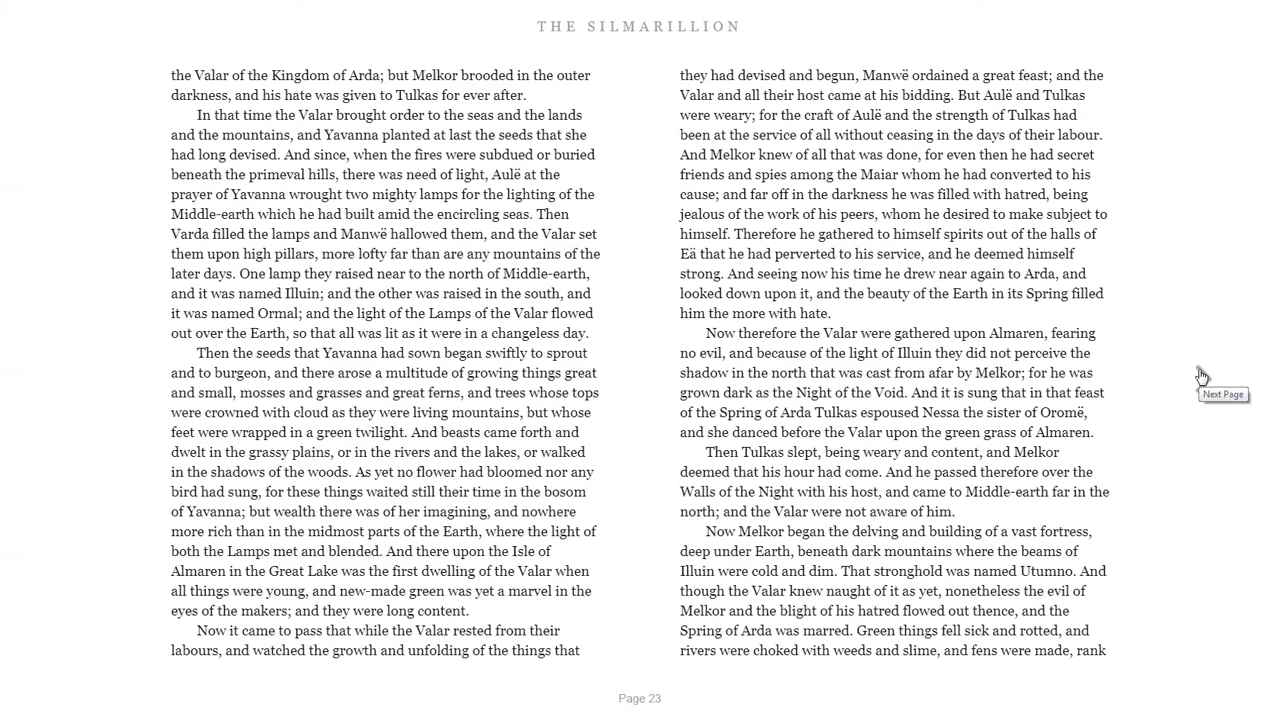 THE SILMARILLION
the Valar of the Kingdom of Arda; but Melkor brooded in the outer
darkness, and his hate was given to Tulkas for ever after.
In that time the Valar brought order to the seas and the lands
and the mountains, and Yavanna planted at last the seeds that she
had long devised. And since, when the fires were subdued or buried
beneath the primeval hills, there was need of light, Aulë at the
prayer of Yavanna wrought two mighty lamps for the lighting of the
Middle-earth which he had built amid the encircling seas. Then
Varda filled the lamps and Manwë hallowed them, and the Valar set
them upon high pillars, more lofty far than are any mountains of the
later days. One lamp they raised near to the north of Middle-earth,
and it was named Illuin; and the other was raised in the south, and
it was named Ormal; and the light of the Lamps of the Valar flowed
out over the Earth, so that all was lit as it were in a changeless day.
Then the seeds that Yavanna had sown began swiftly to sprout
and to burgeon, and there arose a multitude of growing things great
and small, mosses and grasses and great ferns, and trees whose tops
were crowned with cloud as they were living mountains, but whose
feet were wrapped in a green twilight. And beasts came forth and
dwelt in the grassy plains, or in the rivers and the lakes, or walked
in the shadows of the woods. As yet no flower had bloomed nor any
bird had sung, for these things waited still their time in the bosom
of Yavanna; but wealth there was of her imagining, and nowhere
more rich than in the midmost parts of the Earth, where the light of
both the Lamps met and blended. And there upon the Isle of
Almaren in the Great Lake was the first dwelling of the Valar when
all things were young, and new-made green was yet a marvel in the
eyes of the makers; and they were long content.
Now it came to pass that while the Valar rested from their
labours, and watched the growth and unfolding of the things that
they had devised and begun, Manwë ordained a great feast; and the
Valar and all their host came at his bidding. But Aulë and Tulkas
were weary; for the craft of Aulë and the strength of Tulkas had
been at the service of all without ceasing in the days of their labour.
And Melkor knew of all that was done, for even then he had secret
friends and spies among the Maiar whom he had converted to his
cause; and far off in the darkness he was filled with hatred, being
jealous of the work of his peers, whom he desired to make subject to
himself. Therefore he gathered to himself spirits out of the halls of
Eä that he had perverted to his service, and he deemed himself
strong. And seeing now his time he drew near again to Arda, and
looked down upon it, and the beauty of the Earth in its Spring filled
him the more with hate.
Now therefore the Valar were gathered upon Almaren, fearing
no evil, and because of the light of Illuin they did not perceive the
shadow in the north that was cast from afar by Melkor; for he was
grown dark as the Night of the Void. And it is sung that in that feast
of the Spring of Arda Tulkas espoused Nessa the sister of Oromë,
and she danced before the Valar upon the green grass of Almaren.
Then Tulkas slept, being weary and content, and Melkor
deemed that his hour had come. And he passed therefore over the
Walls of the Night with his host, and came to Middle-earth far in the
north; and the Valar were not aware of him.
Now Melkor began the delving and building of a vast fortress,
deep under Earth, beneath dark mountains where the beams of
Illuin were cold and dim. That stronghold was named Utumno. And
though the Valar knew naught of it as yet, nonetheless the evil of
Melkor and the blight of his hatred flowed out thence, and the
Spring of Arda was marred. Green things fell sick and rotted, and
rivers were choked with weeds and slime, and fens were made, rank
Next Page
Page 23